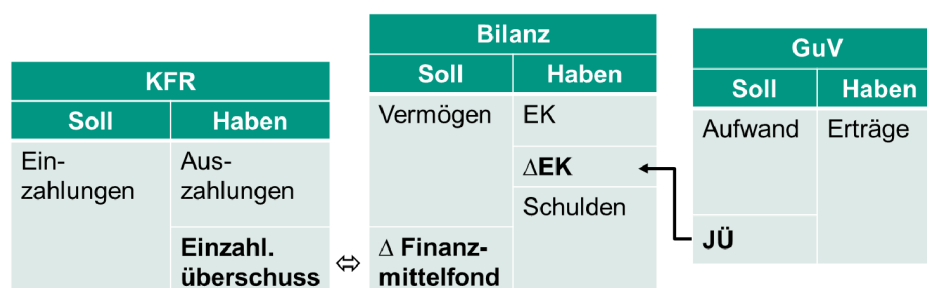 KFR
Soll Haben
Ein-
zahlungen
Aus-
zahlungen
Einzahl.
überschuss
⇔
Bilanz
Soll Haben
Vermögen
EK
∆EK
Schulden
∆ Finanz-
mittelfond
GuV
Soll Haben
Aufwand
Erträge
JÜ